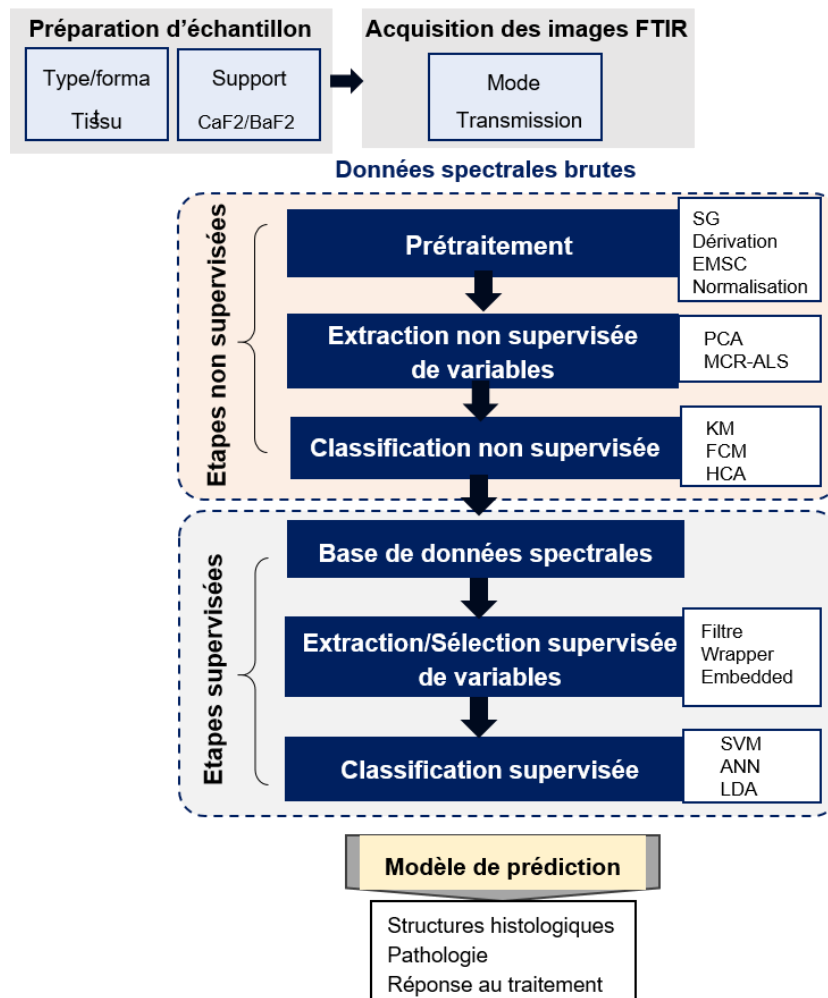 Préparation d'échantillon
Type/forma
Tissu
Support
CaF2/BaF2
Acquisition des images FTIR
Mode
Transmission
Données spectrales brutes
Etapes non supervisées
Prétraitement
SG
Dérivation
EMSC
Normalisation
Extraction non supervisée
de variables
PCA
MCR-ALS
Classification non supervisée
KM
FCM
HCA
Etapes supervisées
Base de données spectrales
Extraction/Sélection supervisée
de variables
Filtre
Wrapper
Embedded
Classification supervisée
SVM
ANN
LDA
Modèle de prédiction
Structures histologiques
Pathologie
Réponse au traitement